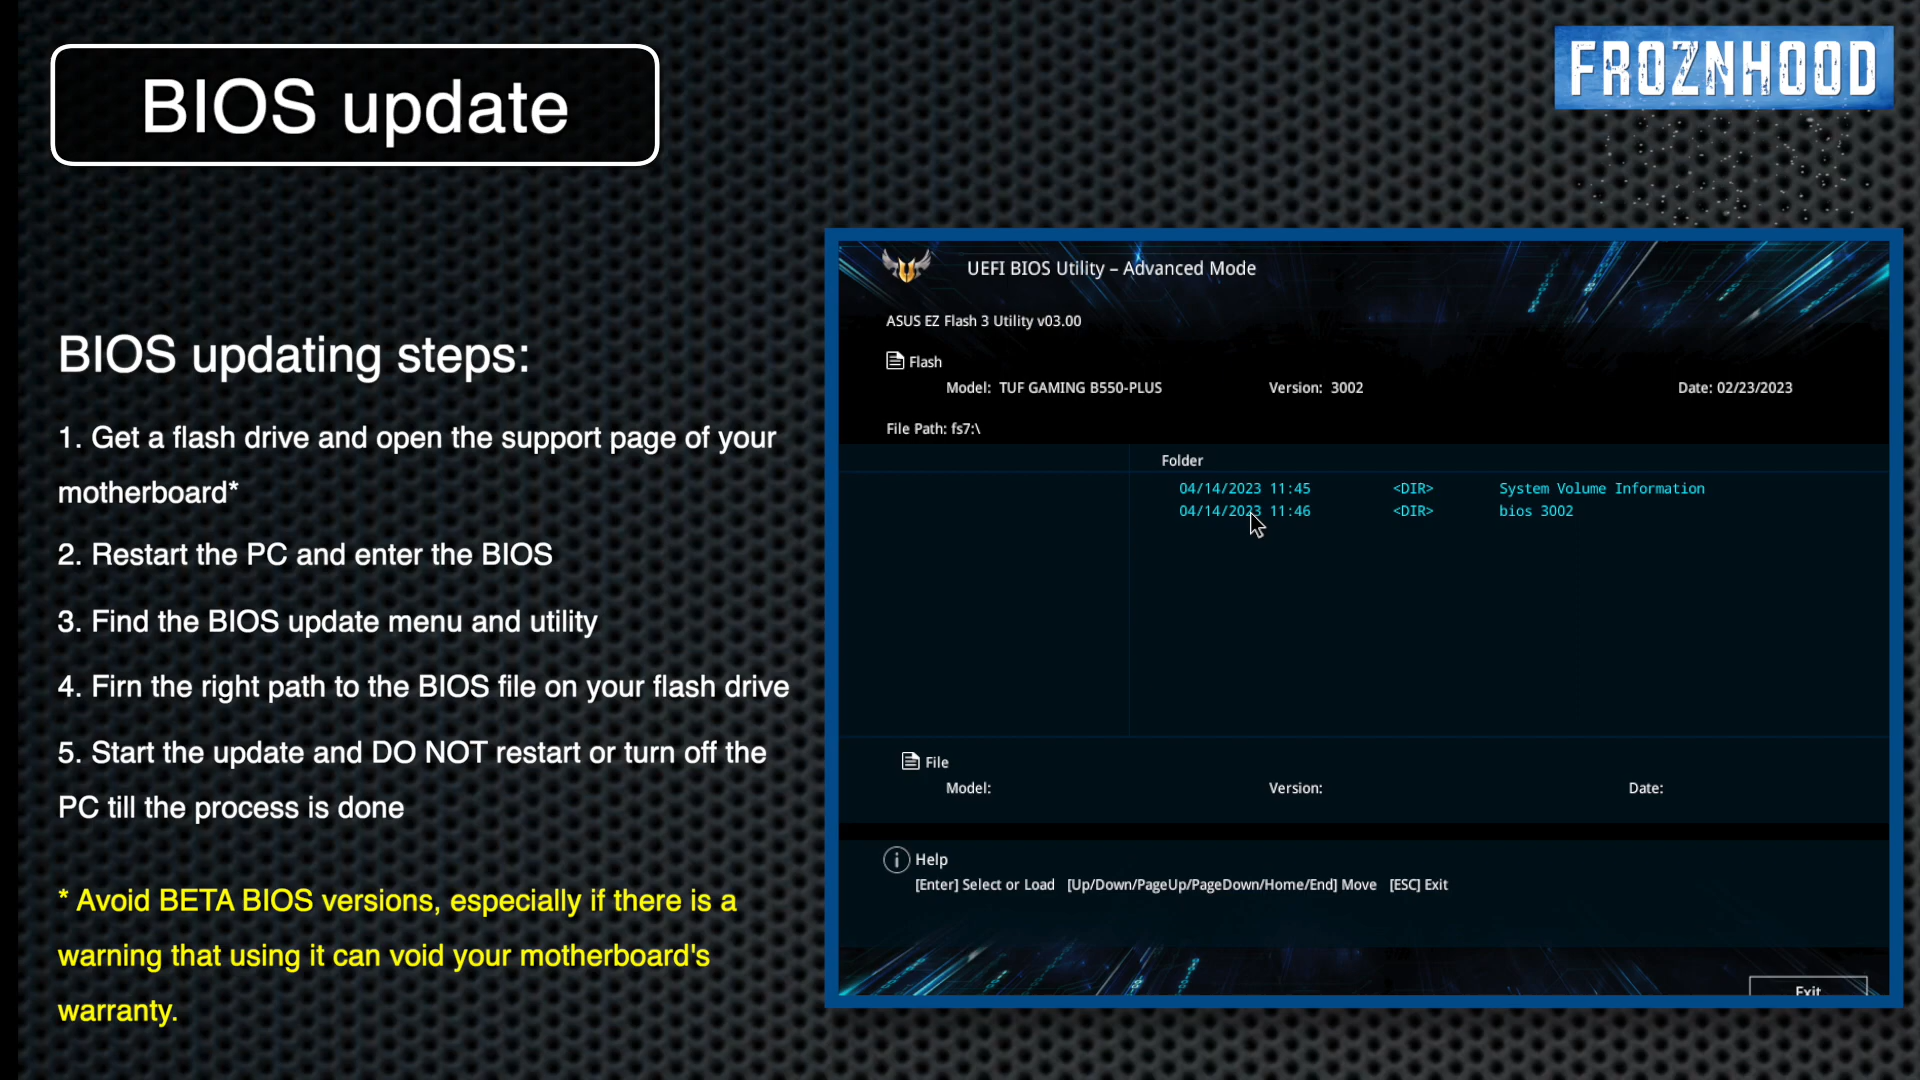 BIOS update
FROZNHOOD
BIOS updating steps:
1. Get a flash drive and open the support page of your
motherboard*
2. Restart the PC and enter the BIOS
3. Find the BIOS update menu and utility
4. Firn the right path to the BIOS file on your flash drive
5. Start the update and DO NOT restart or turn off the
PC till the process is done
* Avoid BETA BIOS versions, especially if there is a
warning that using it can void your motherboard's
warranty.
UEFI BIOS Utility – Advanced Mode
ASUS EZ Flash 3 Utility v03.00
Flash
Model: TUF GAMING B550-PLUS Version: 3002 Date: 02/23/2023
File Path: fs7:\
Folder
04/14/2023 11:45 <DIR> System Volume Information
04/14/2023 11:46 <DIR> bios 3002
File
Model: Version: Date:
Help
[Enter] Select or Load [Up/Down/PageUp/PageDown/Home/End] Move [ESC] Exit
Exit